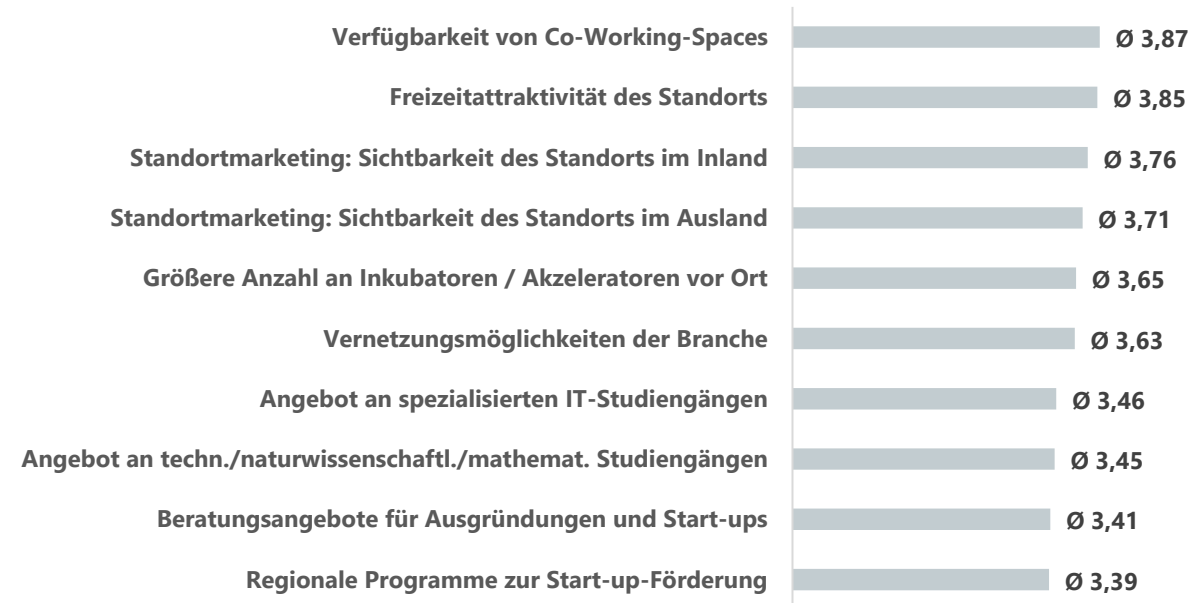 Verfügbarkeit von Co-Working-Spaces Ø 3,87
Freizeitattraktivität des Standorts Ø 3,85
Standortmarketing: Sichtbarkeit des Standorts im Inland Ø 3,76
Standortmarketing: Sichtbarkeit des Standorts im Ausland Ø 3,71
Größere Anzahl an Inkubatoren / Akzeleratoren vor Ort Ø 3,65
Vernetzungsmöglichkeiten der Branche Ø 3,63
Angebot an spezialisierten IT-Studiengängen Ø 3,46
Angebot an techn./naturwissenschaftl./mathemat. Studiengängen Ø 3,45
Beratungsangebote für Ausgründungen und Start-ups Ø 3,41
Regionale Programme zur Start-up-Förderung Ø 3,39